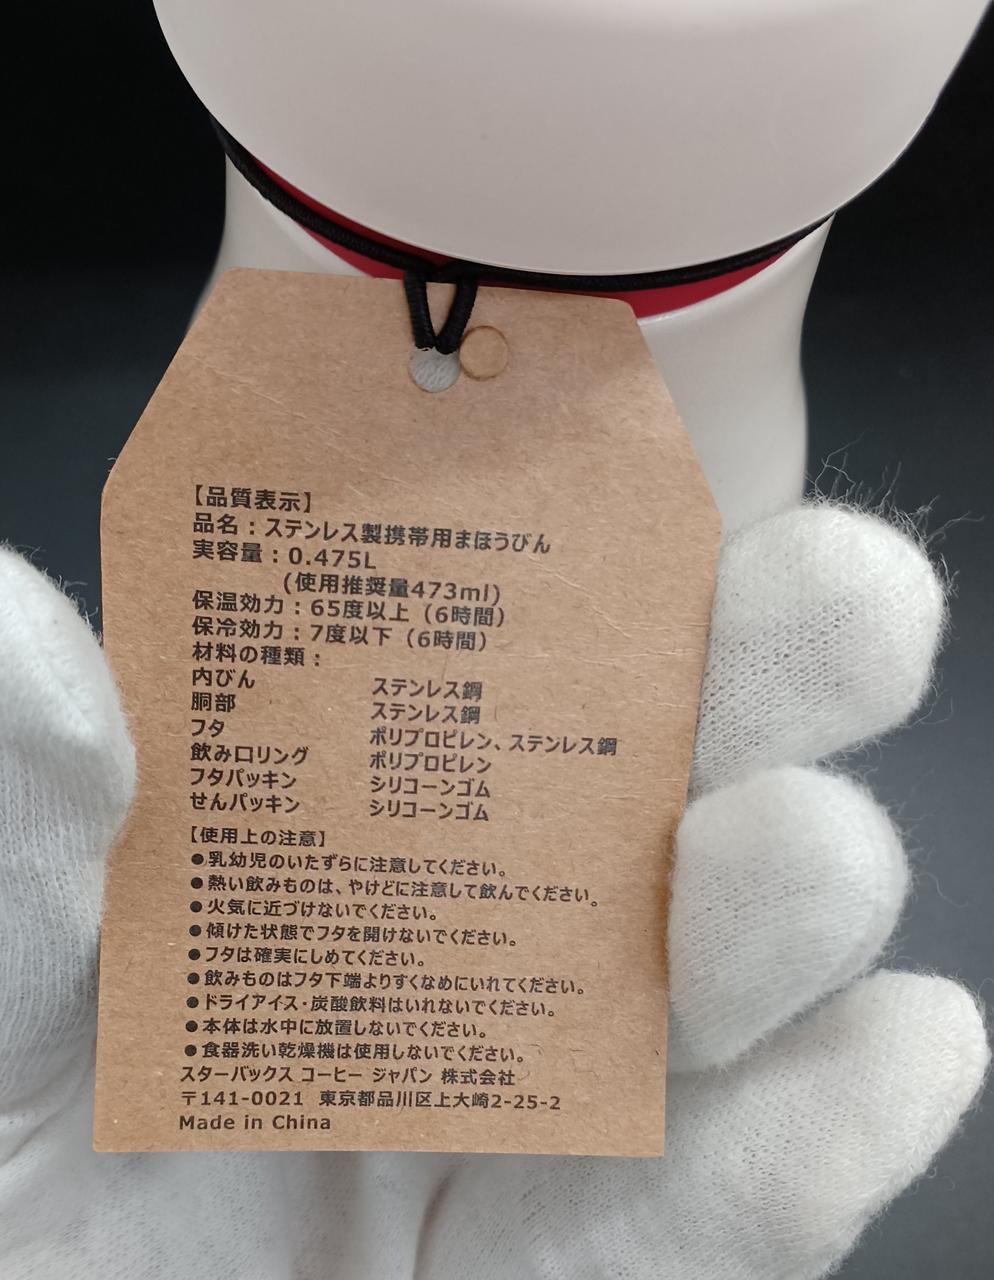 【品質表示】
品名：ステンレス製携帯用まほうびん
実容量：0.475L
(使用推奨量473ml)
保温効力：65度以上（6時間）
保冷効力：7度以下（6時間）
材料の種類：
内びん ステンレス鋼
胴部 ステンレス鋼
フタ ポリプロピレン、ステンレス鋼
飲み口リング ポリプロピレン
フタパッキン シリコーンゴム
せんパッキン シリコーンゴム
【使用上の注意】
●乳幼児のいたずらに注意してください。
●熱い飲みものは、やけどに注意して飲んでください。
●火気に近づけないでください。
●傾けた状態でフタを開けないでください。
●フタは確実にしめてください。
●飲みものはフタ下端よりすくなめにいれてください。
●ドライアイス・炭酸飲料はいれないでください。
●本体は水中に放置しないでください。
●食器洗い乾燥機は使用しないでください。
スターバックス コーヒー ジャパン 株式会社
〒141-0021 東京都品川区上大崎2-25-2
Made in China